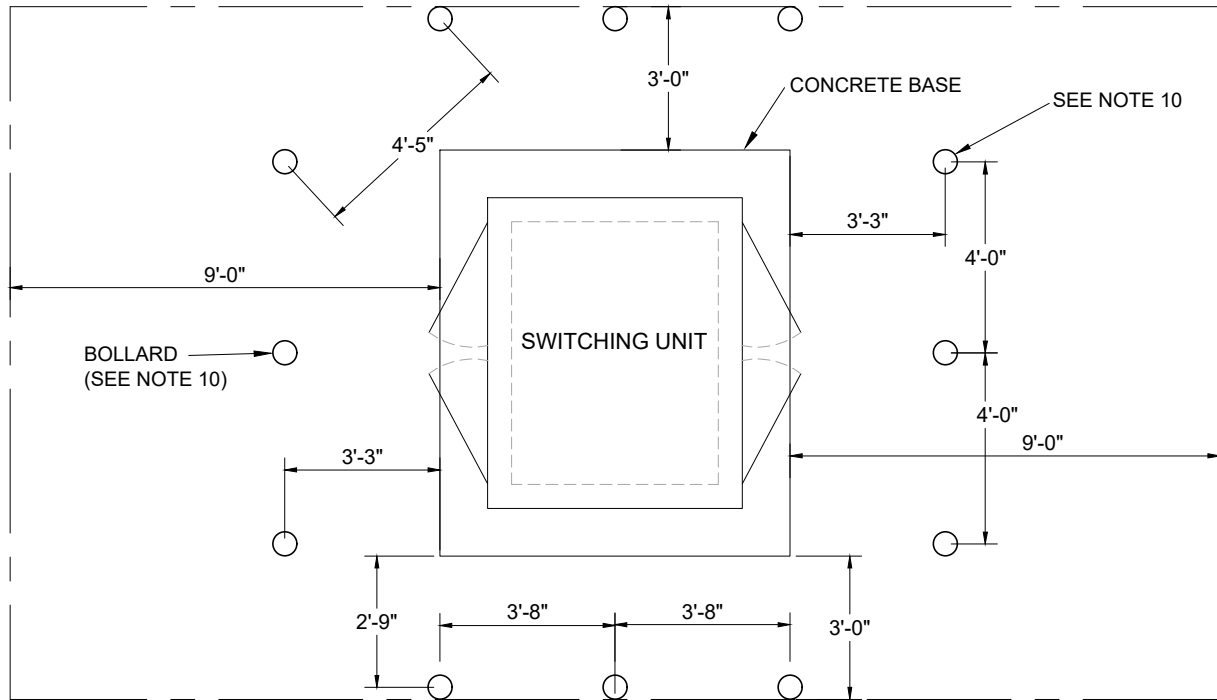 3'-0"
CONCRETE BASE
SEE NOTE 10
4'-5"
3'-3"
4'-0"
9'-0"
SWITCHING UNIT
BOLLARD
(SEE NOTE 10)
4'-0"
3'-3"
9'-0"
2'-9"
3'-8"
3'-8"
3'-0"